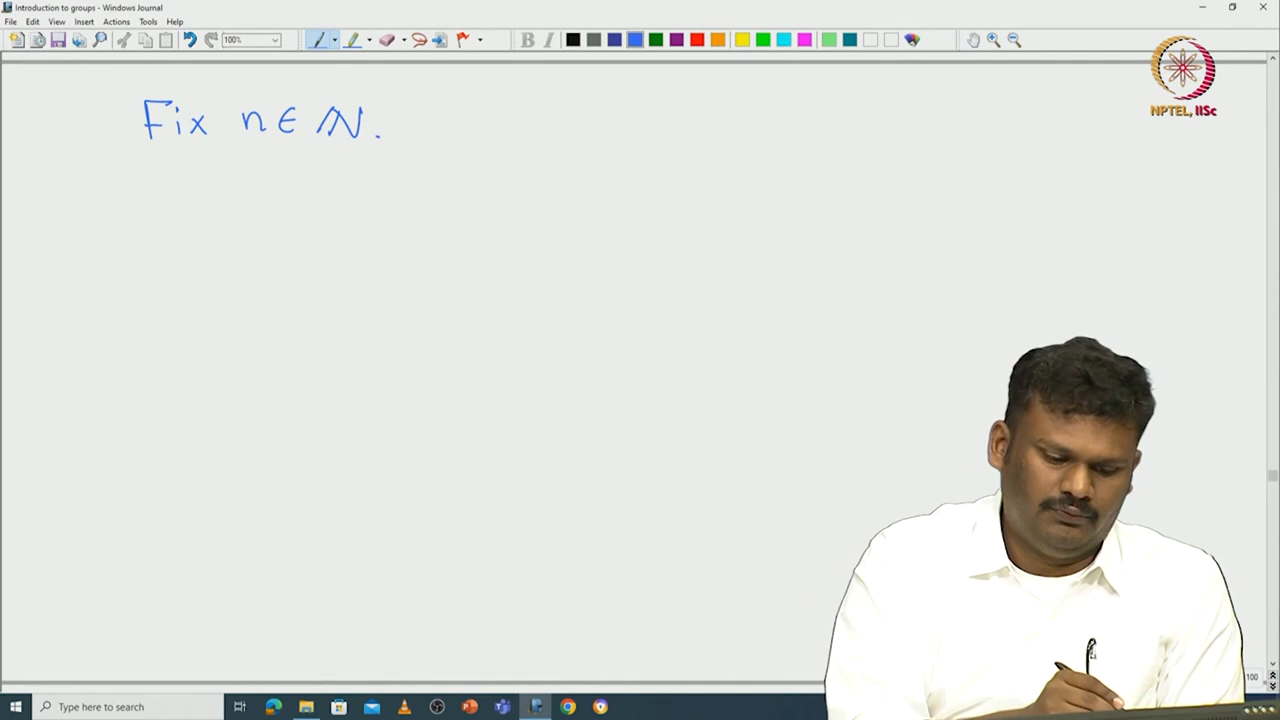 Introduction to groups - Windows Journal
File Edit View Insert Actions Tools Help
100%
B I
NPTEL, IISc
Fix n ∈ ℕ.
100
Type here to search